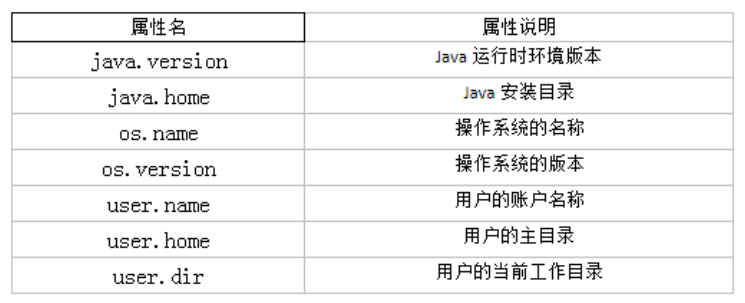 属性名 属性说明
java.version Java 运行时环境版本
java.home Java 安装目录
os.name 操作系统的名称
os.version 操作系统的版本
user.name 用户的账户名称
user.home 用户的主目录
user.dir 用户的当前工作目录